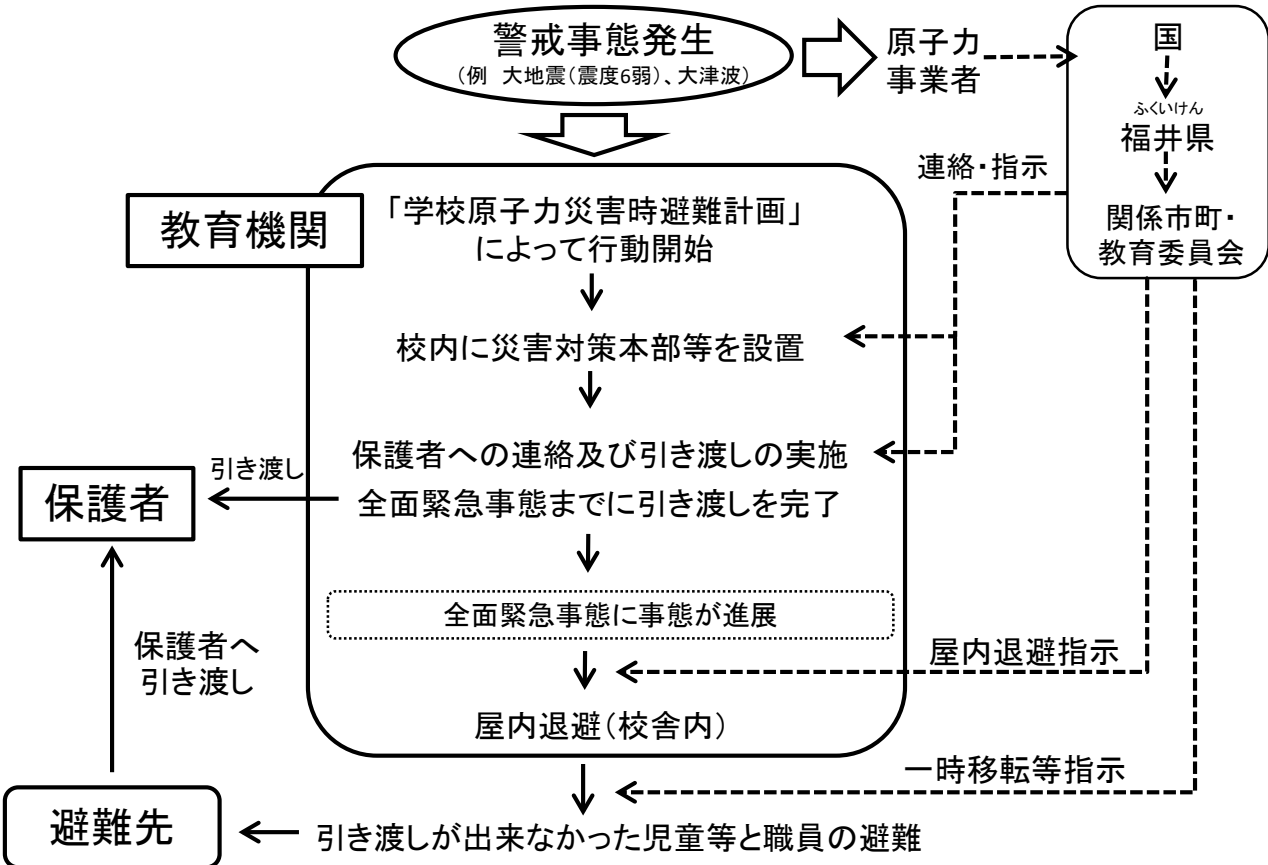 警戒事態発生
(例 大地震(震度6弱)、大津波)
原子力
事業者
国
ふくいけん
福井県
関係市町・
教育委員会
連絡・指示
教育機関
「学校原子力災害時避難計画」
によって行動開始
校内に災害対策本部等を設置
保護者への連絡及び引き渡しの実施
全面緊急事態までに引き渡しを完了
引き渡し
保護者
全面緊急事態に事態が進展
屋内退避指示
保護者へ
引き渡し
屋内退避(校舎内)
一時移転等指示
避難先
引き渡しが出来なかった児童等と職員の避難